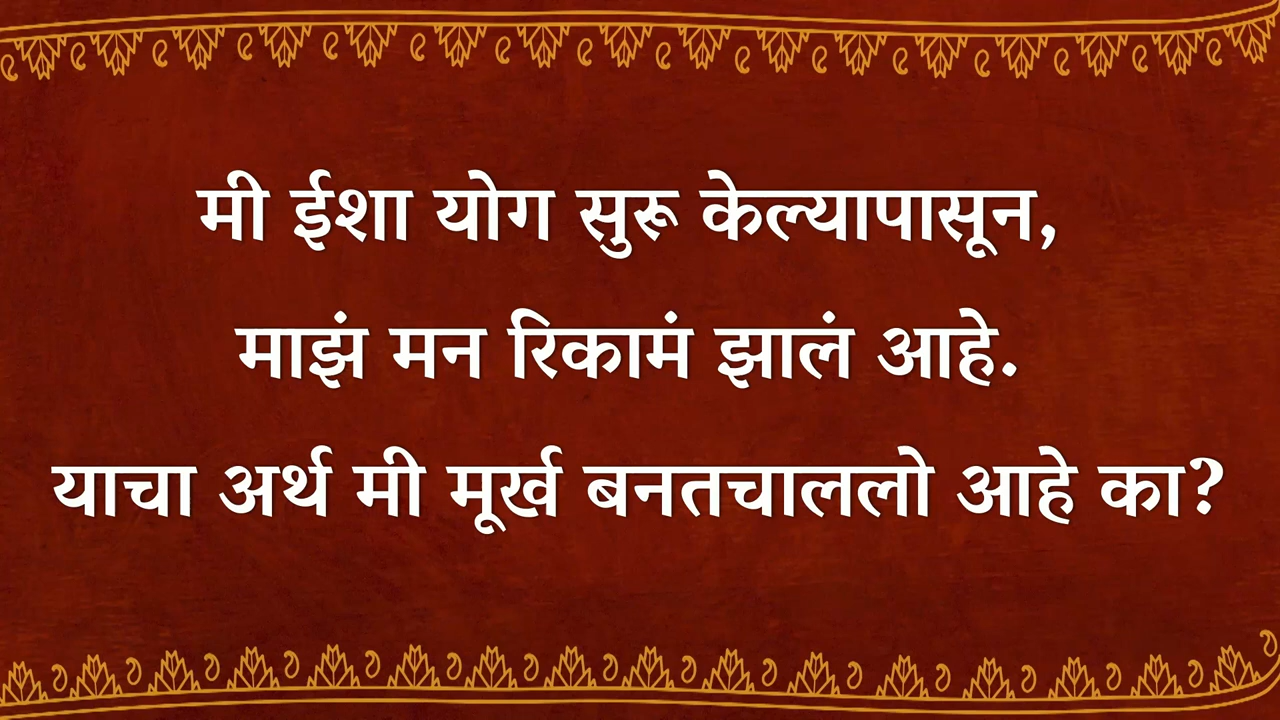 मी ईशा योग सुरू केल्यापासून,
माझं मन रिकामं झालं आहे.
याचा अर्थ मी मूर्ख बनतचाललो आहे का?